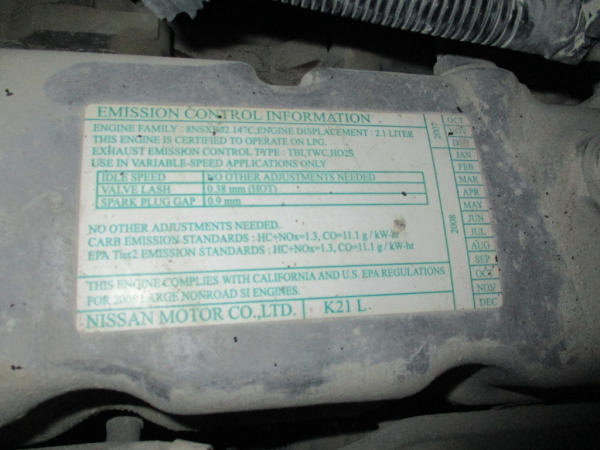 EMISSION CONTROL INFORMATION
ENGINE FAMILY : 8NSXB02.147C,ENGINE DISPLACEMENT : 2.1 LITER
THIS ENGINE IS CERTIFIED TO OPERATE ON LPG.
EXHAUST EMISSION CONTROL TYPE : TBI,TWC,HO2S
USE IN VARIABLE-SPEED APPLICATIONS ONLY
IDLE SPEED NO OTHER ADJUSTMENTS NEEDED
VALVE LASH 0.38 mm (HOT)
SPARK PLUG GAP 0.9 mm
NO OTHER ADJUSTMENTS NEEDED.
CARB EMISSION STANDARDS : HC+NOx=1.3, CO=11.1 g / kW-hr
EPA Tier2 EMISSION STANDARDS : HC+NOx=1.3, CO=11.1 g / kW-hr
THIS ENGINE COMPLIES WITH CALIFORNIA AND U.S. EPA REGULATIONS
FOR 2008 LARGE NONROAD SI ENGINES.
NISSAN MOTOR CO.,LTD. K21 L
2007
OCT
NOV
DEC
2008
JAN
FEB
MAR
APR
MAY
JUN
JUL
AUG
SEP
OCT
NOV
DEC